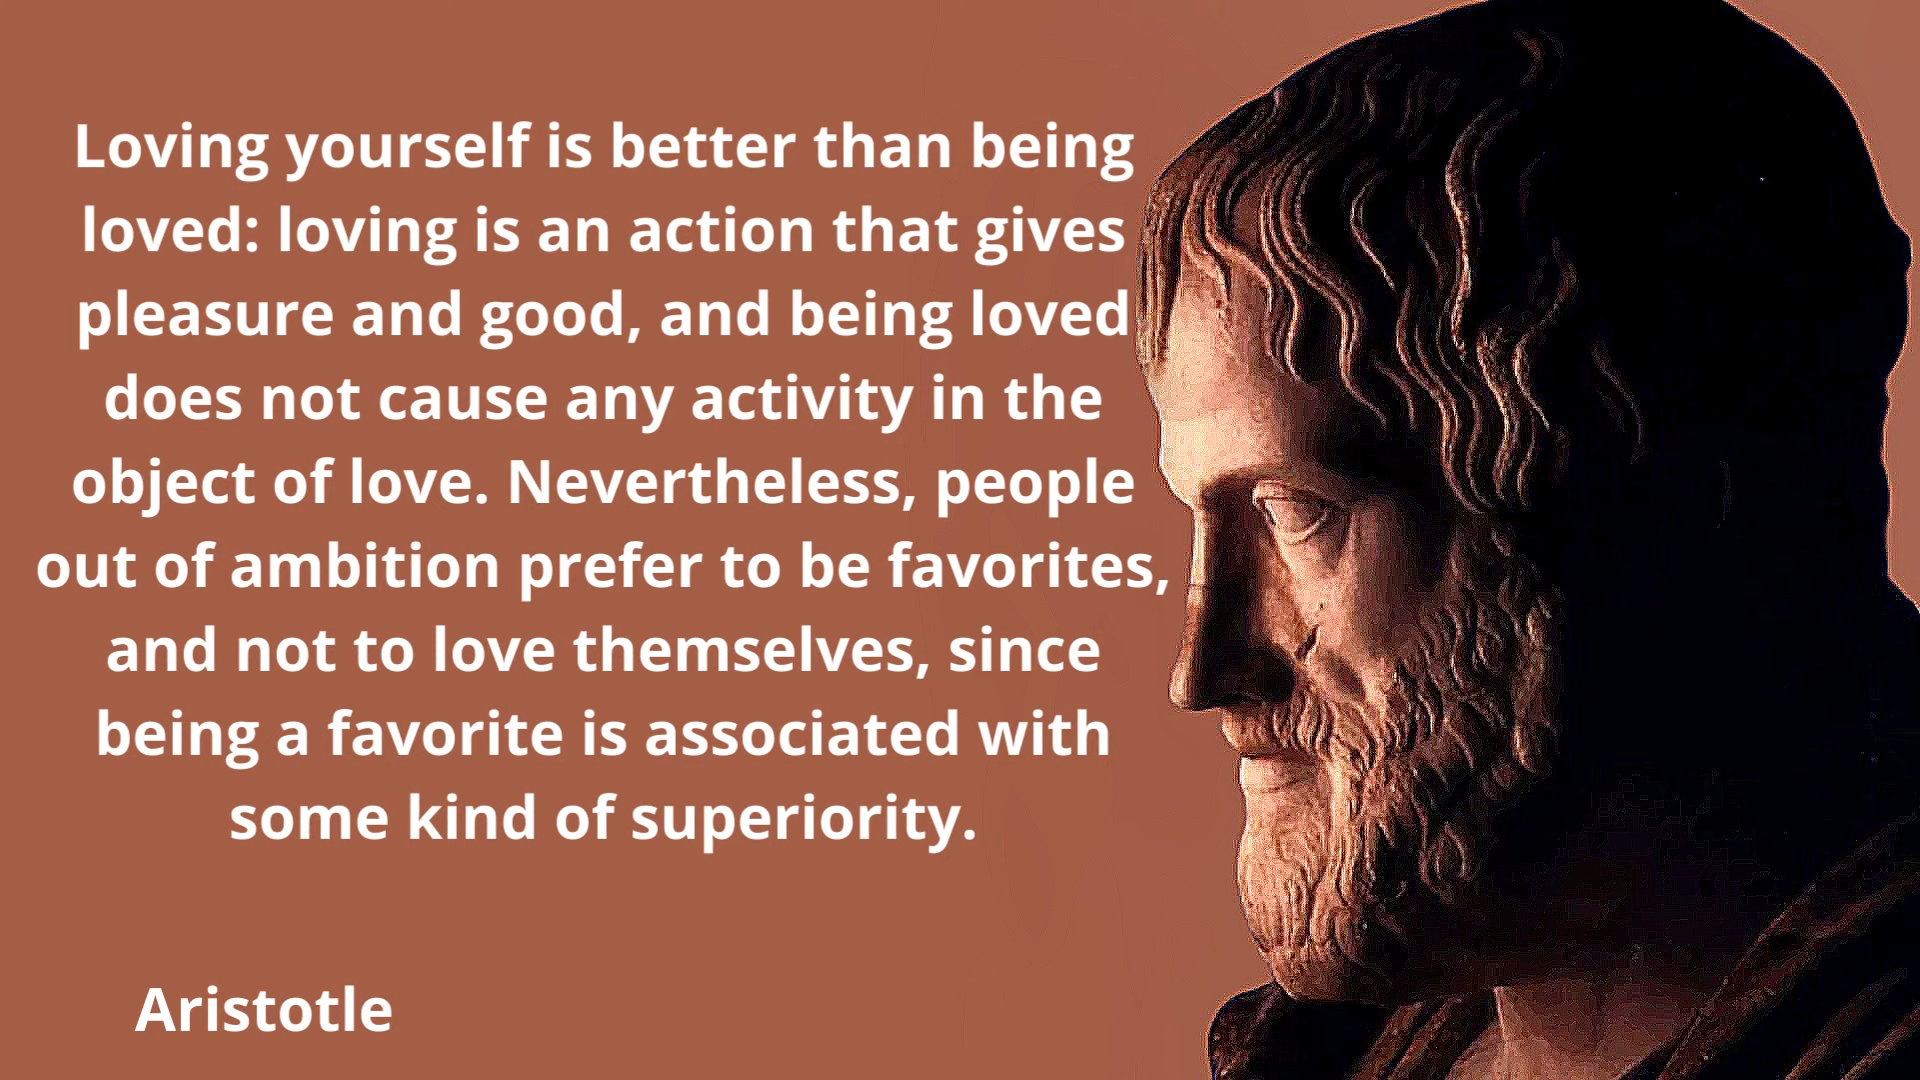 Loving yourself is better than being
loved: loving is an action that gives
pleasure and good, and being loved
does not cause any activity in the
object of love. Nevertheless, people
out of ambition prefer to be favorites,
and not to love themselves, since
being a favorite is associated with
some kind of superiority.
Aristotle